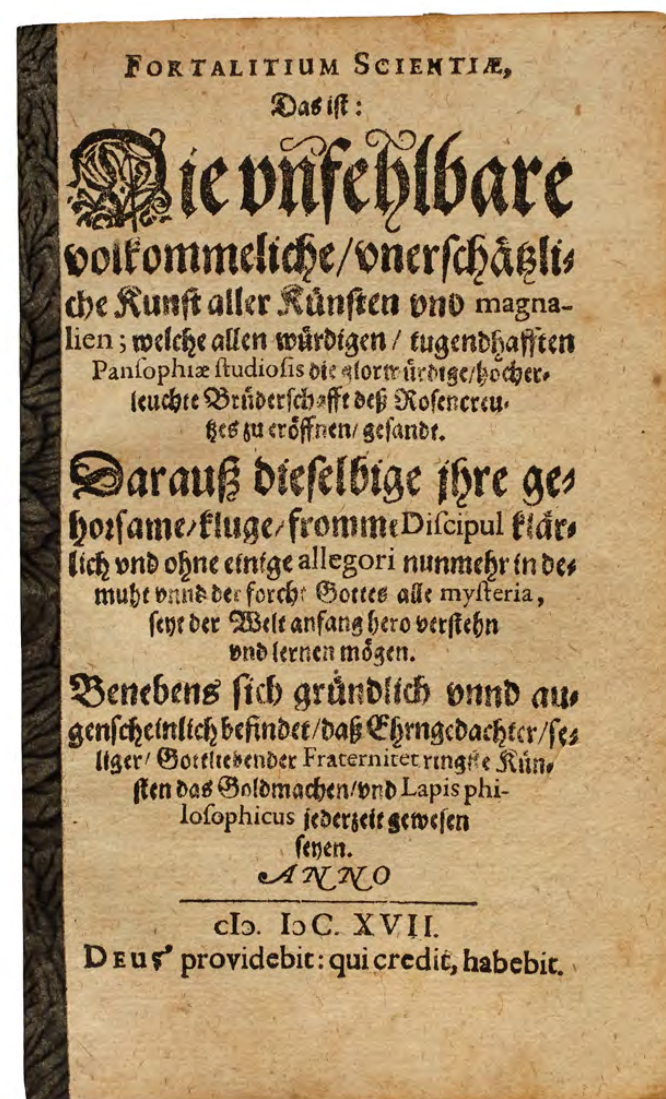 FORTALITIUM SCIENTIÆ,
Das ist:
Die vnfehlbare
volkommeliche/vnerschätzli⸗
che Kunst aller Künsten vnd magna-
lien; welche allen würdigen/ tugendhafften
Pansophiæ studiosis die glorwürdige/hocher⸗
leuchte Brüderschafft deß Rosencreu⸗
tzes zu eröffnen/ gesandt.
Darauß dieselbige jhre ge⸗
horsame/kluge/fromme Discipul klär⸗
lich vnd ohne einige allegori nunmehr in de⸗
muht vnnd der forcht Gottes alle mysteria,
seyt der Welt anfang hero verstehn
vnd lernen mögen.
Benebens sich gründlich vnnd au⸗
genscheinlich befindet/daß Ehrngedachter/se⸗
liger/ Gottliebender Fraternitet ringste Kün⸗
sten das Goldmachen/vnd Lapis phi-
losophicus jederzeit gewesen
seyen.
ANNO
cIↄ. IↄC. XVII.
DEUS providebit: qui credit, habebit.